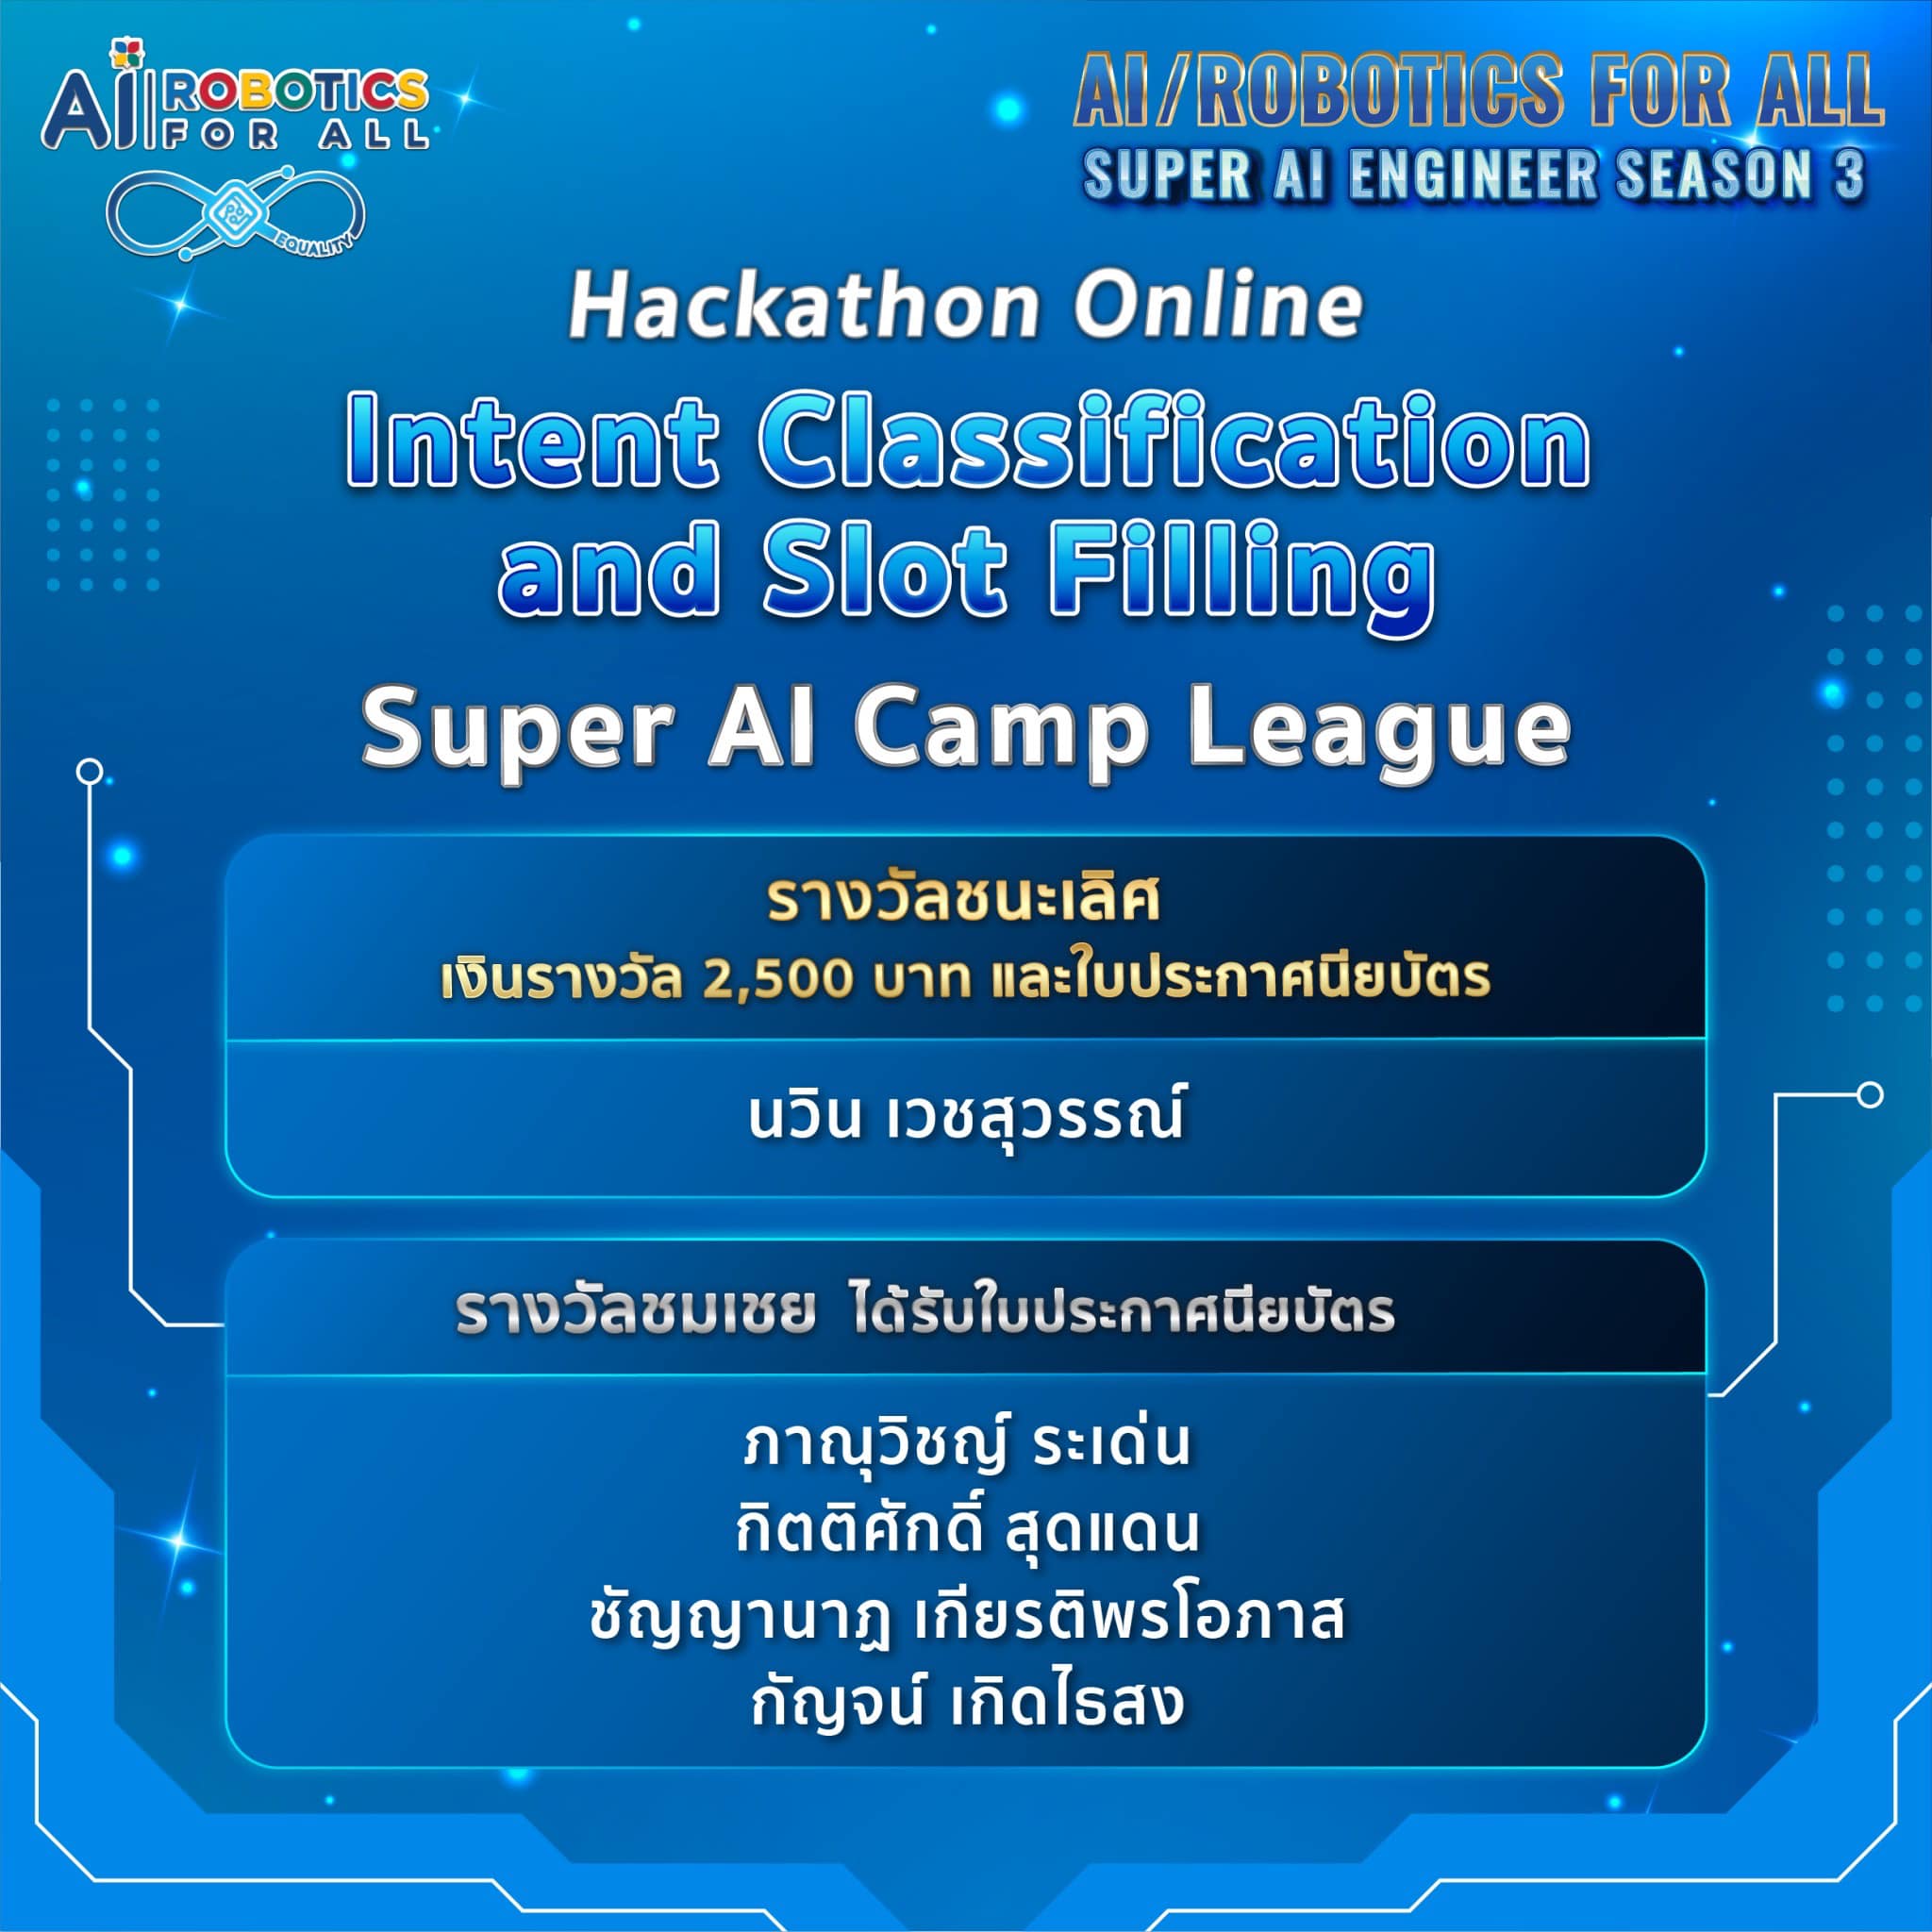 AI ROBOTICS
FOR ALL
EQUALITY
AI/ROBOTICS FOR ALL
SUPER AI ENGINEER SEASON 3
Hackathon Online
Intent Classification
and Slot Filling
Super AI Camp League
รางวัลชนะเลิศ
เงินรางวัล 2,500 บาท และใบประกาศนียบัตร
นวิน เวชสุวรรณ์
รางวัลชมเชย ได้รับใบประกาศนียบัตร
ภาณุวิชญ์ ระเด่น
กิตติศักดิ์ สุดแดน
ชัญญานาฏ เกียรติพรโอภาส
กัญจน์ เกิดไธสง